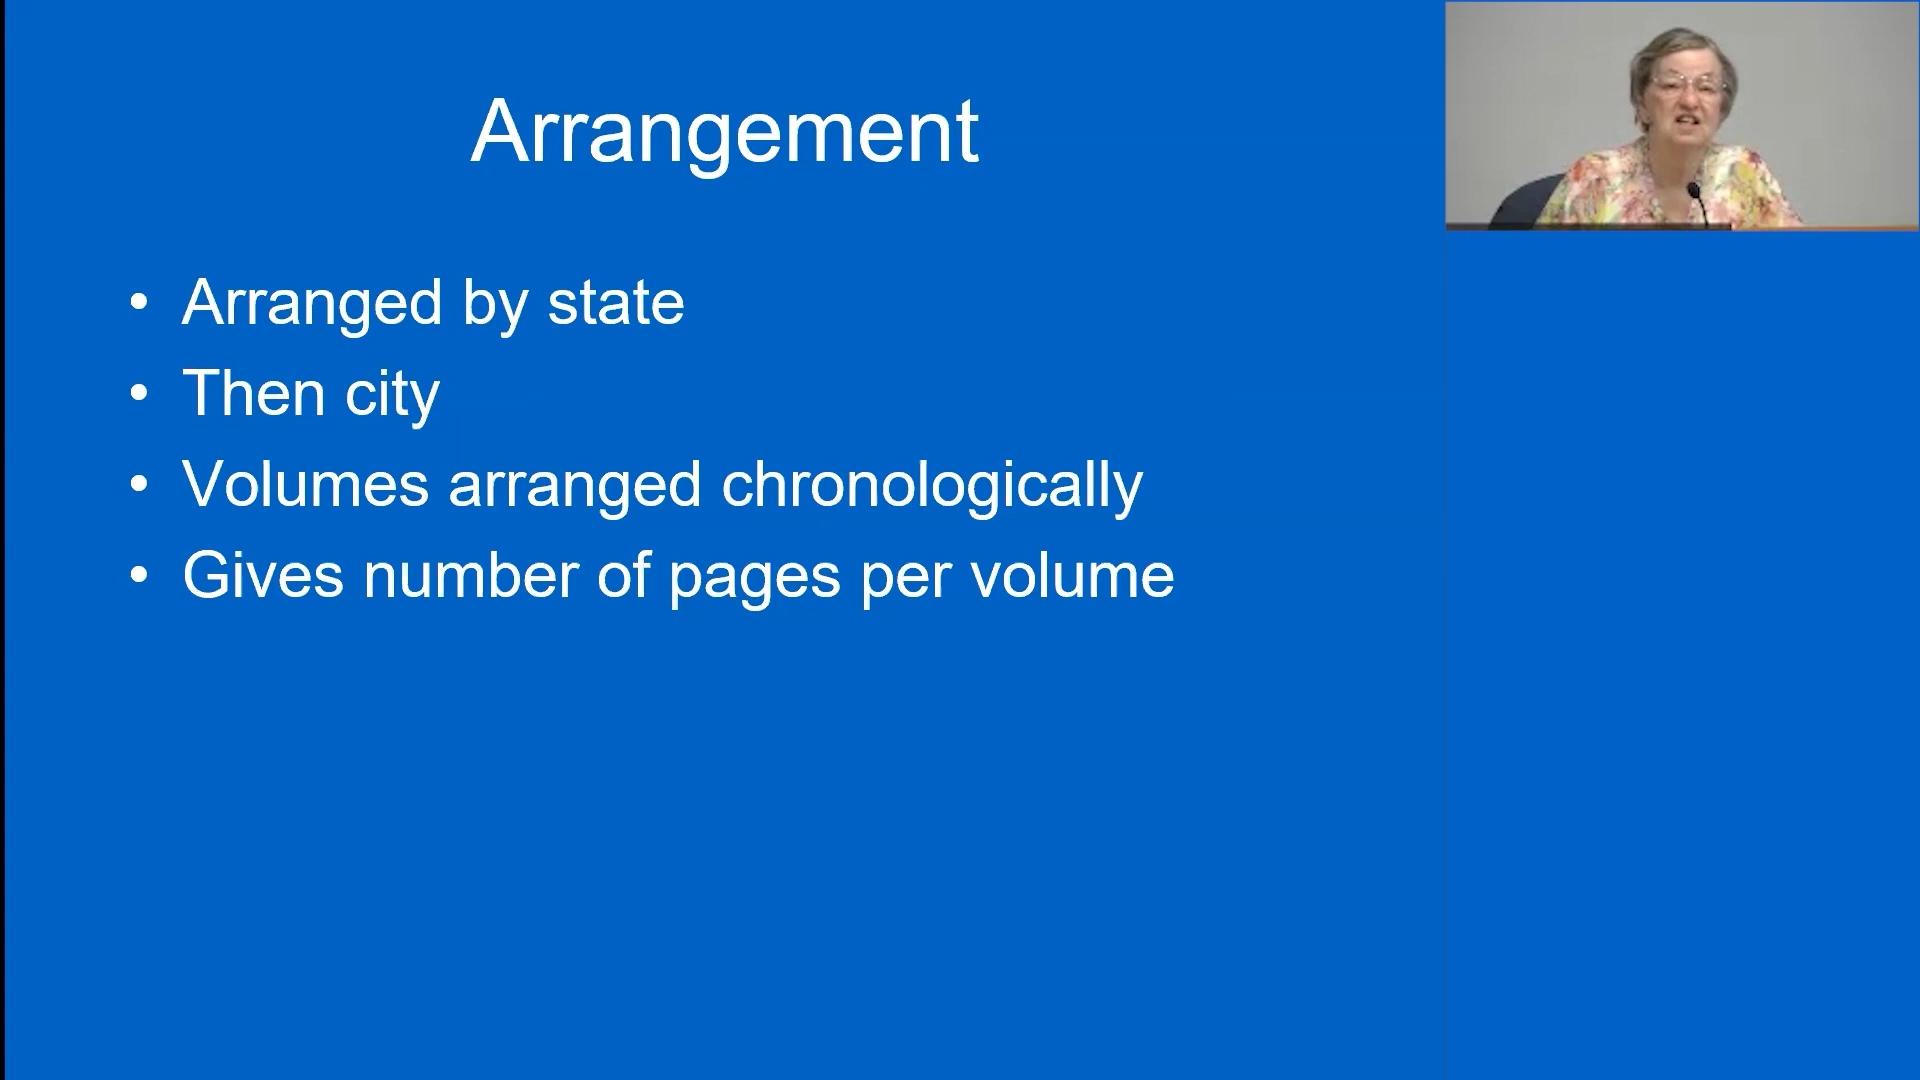 Arrangement
• Arranged by state
• Then city
• Volumes arranged chronologically
• Gives number of pages per volume